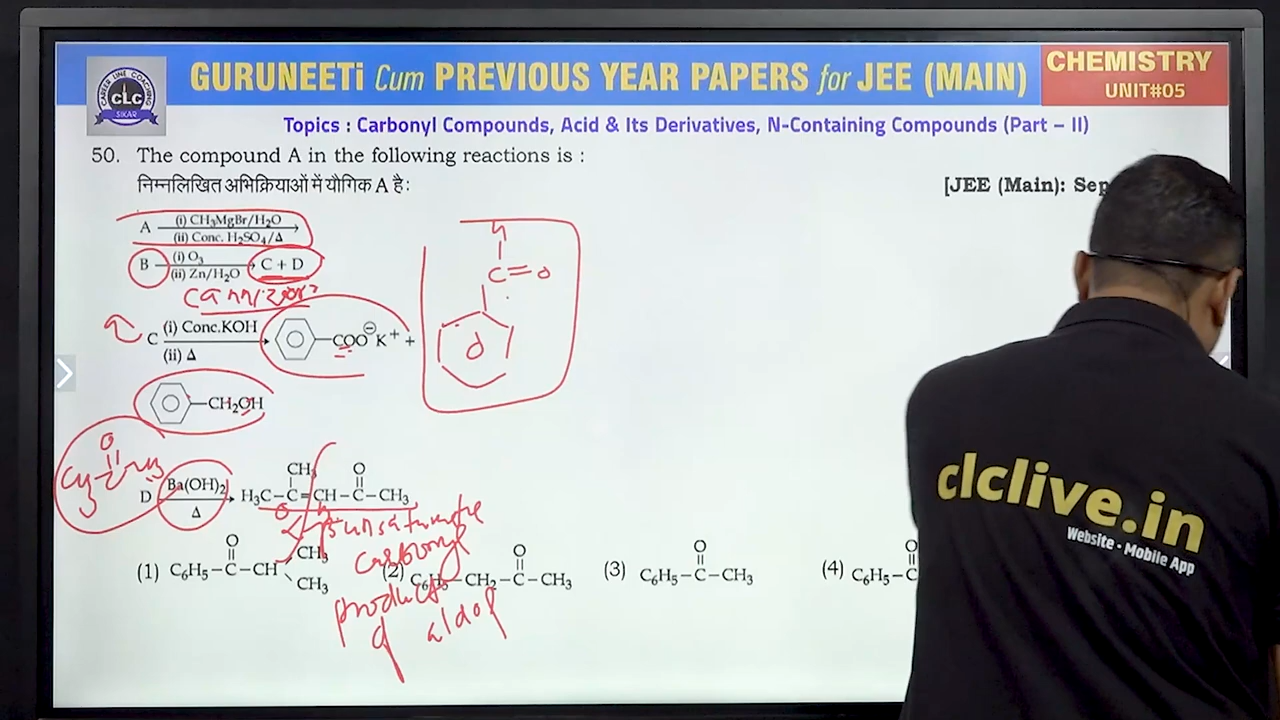 GURUNEETi Cum PREVIOUS YEAR PAPERS for JEE (MAIN)
CHEMISTRY
UNIT#05
CAREER LINE COACHING
CLC
SIKAR
Topics : Carbonyl Compounds, Acid & Its Derivatives, N-Containing Compounds (Part – II)
50. The compound A in the following reactions is :
निम्नलिखित अभिक्रियाओं में यौगिक A है:
[JEE (Main): Sep
A (i) CH₃MgBr/H₂O
(ii) Conc. H₂SO₄/Δ
B (i) O₃ C + D
(ii) Zn/H₂O
C=O
C (i) Conc.KOH COO⊖K⁺ +
(ii) Δ
CH₂OH
CH₃ O
D Ba(OH)₂ H₃C–C=CH–C–CH₃
Δ
unsaturate
carbonyl
product
of aldol
(1) C₆H₅–C–CH CH₃
O CH₃
(2) C₆H₅–CH₂–C–CH₃
O
(3) C₆H₅–C–CH₃
O
(4) C₆H₅–C
O
clclive.in
Website • Mobile App